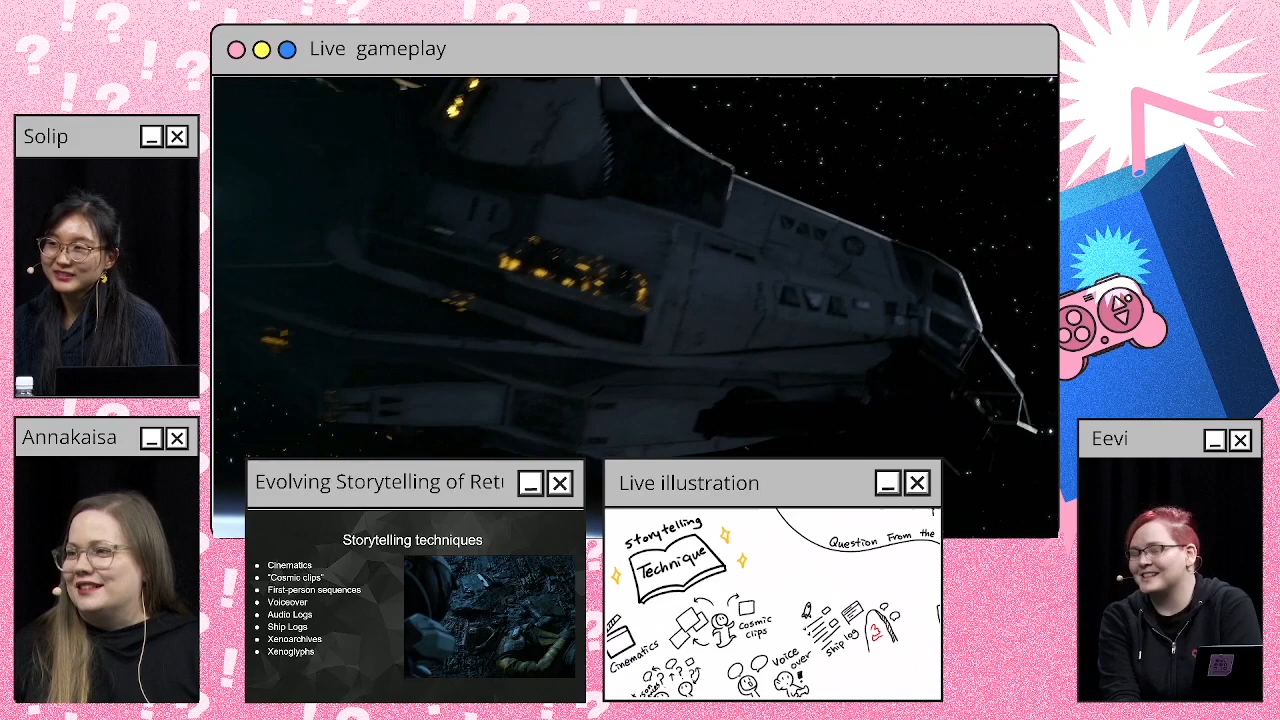 Live gameplay
Solip
Annakaisa
Eevi
Evolving Storytelling of Retu
Storytelling techniques
Cinematics
"Cosmic clips"
First-person sequences
Voiceover
Audio Logs
Ship Logs
Xenoarchives
Xenoglyphs
Live illustration
storytelling
Technique
Question From the
Cinematics
Cosmic
clips
ship log
Voice
over